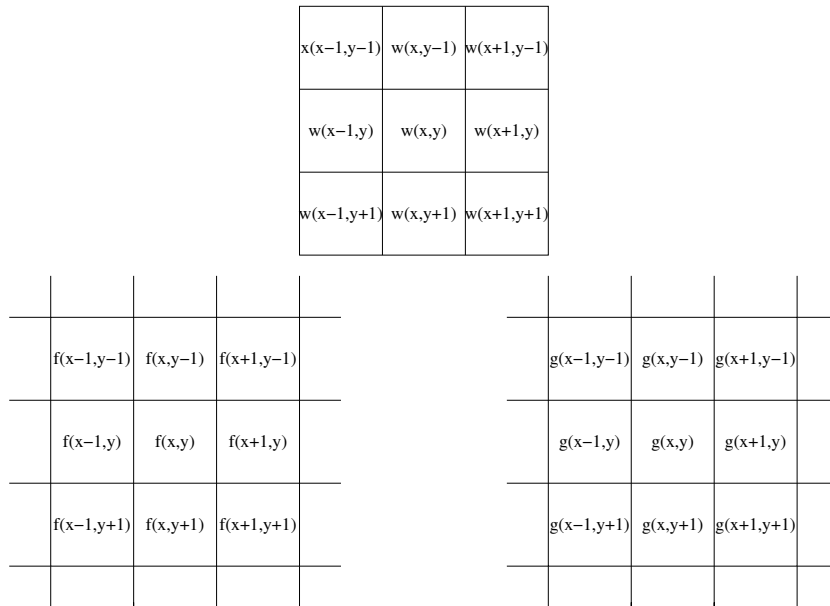 x(x−1,y−1) w(x,y−1) w(x+1,y−1)
w(x−1,y) w(x,y) w(x+1,y)
w(x−1,y+1) w(x,y+1) w(x+1,y+1)
f(x−1,y−1) f(x,y−1) f(x+1,y−1) g(x−1,y−1) g(x,y−1) g(x+1,y−1)
f(x−1,y) f(x,y) f(x+1,y) g(x−1,y) g(x,y) g(x+1,y)
f(x−1,y+1) f(x,y+1) f(x+1,y+1) g(x−1,y+1) g(x,y+1) g(x+1,y+1)